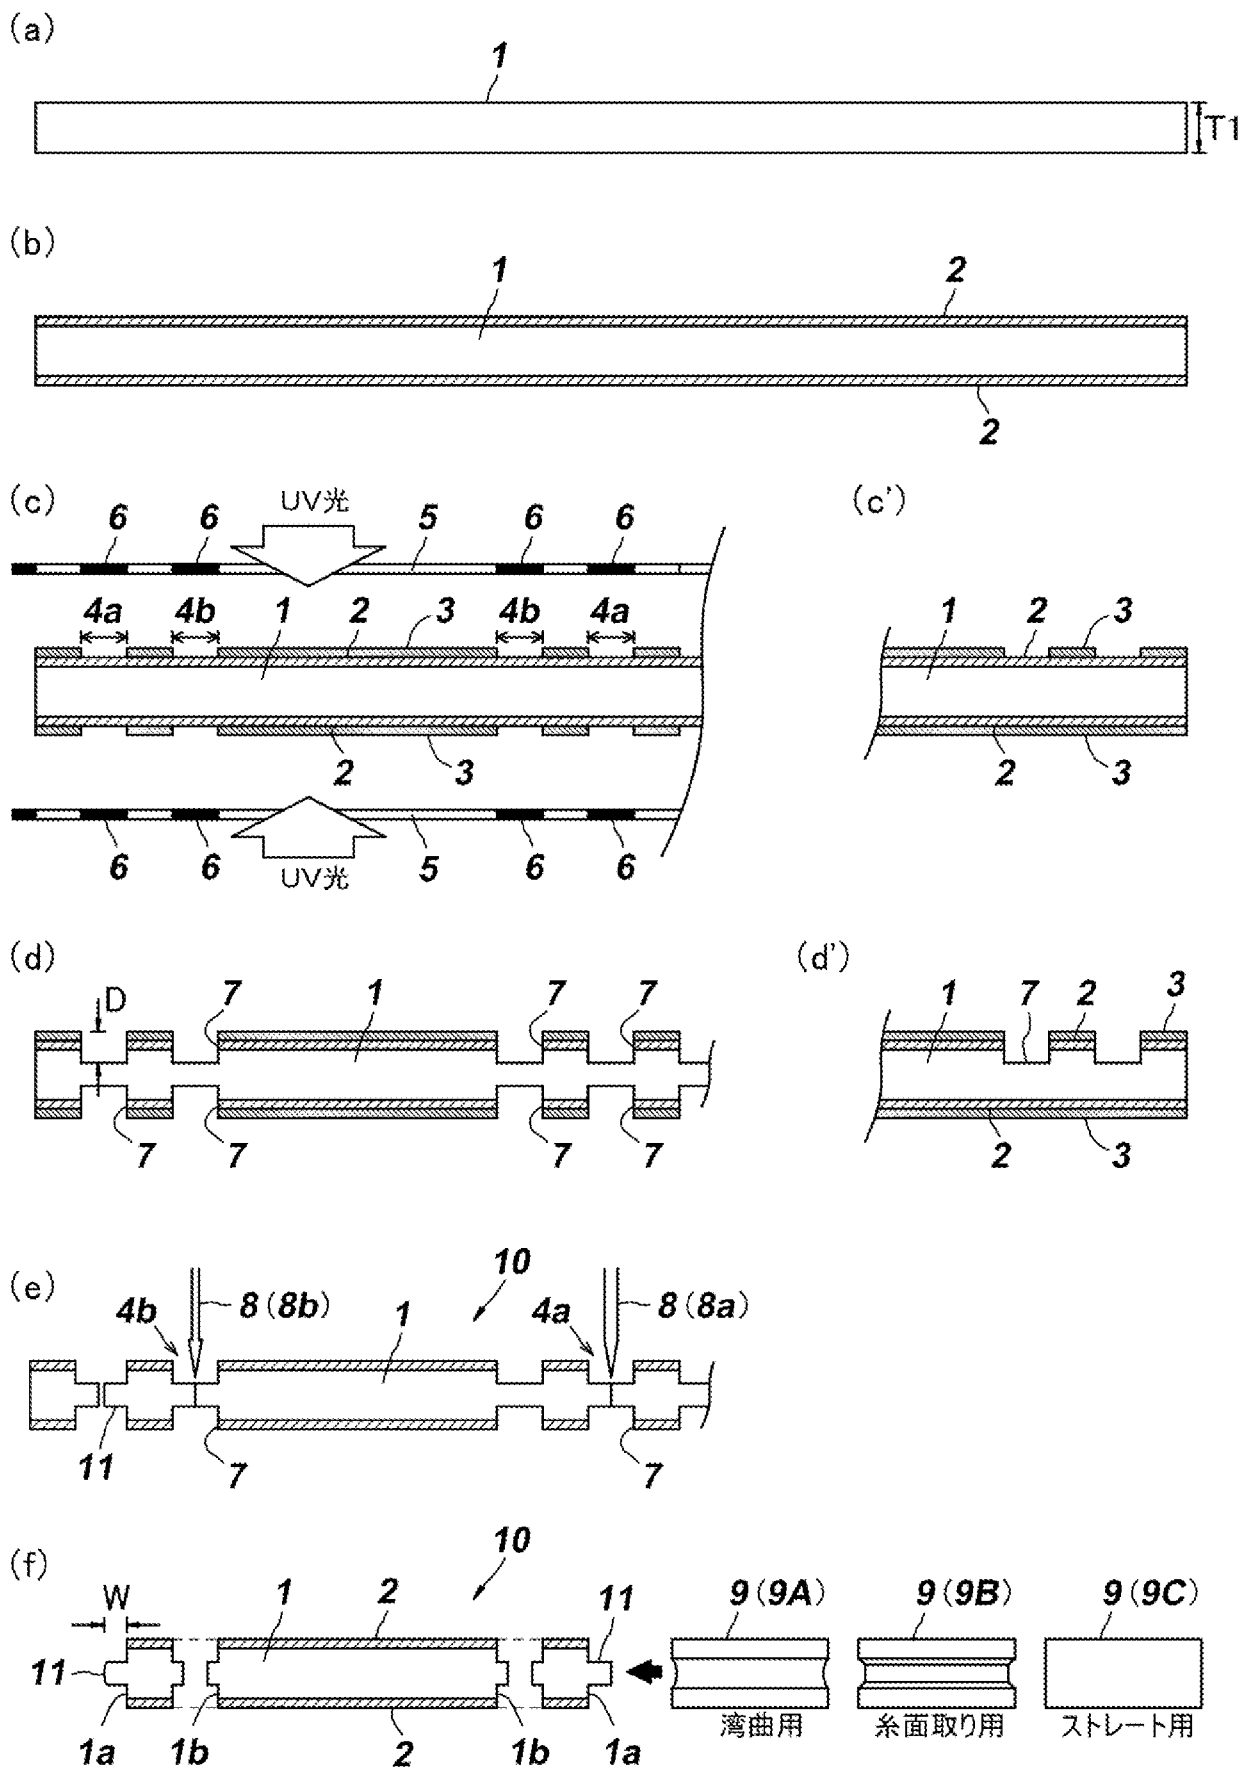 (a)
1
T1
(b)
1 2
2
(c) (c')
UV光
6 6 5 6 6
4a 4b 1 2 3 4b 4a 1 2 3
2 3 2 3
6 6 5 6 6
UV光
(d) (d')
D 7 1 7 7 1 7 2 3
7 7 7 7 2 3
(e) 10
4b 8(8b) 1 4a 8(8a)
11 7 7
(f) 10
W 1 2 11 9(9A) 9(9B) 9(9C)
11
湾曲用 糸面取り用 ストレート用
1a 1b 2 1b 1a